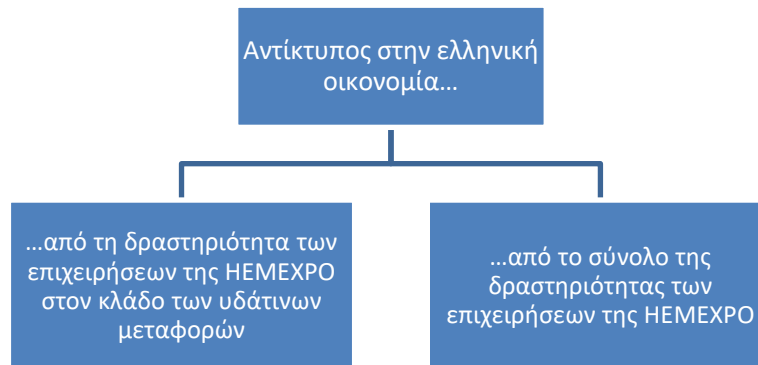 Αντίκτυπος στην ελληνική
οικονομία…
…από τη δραστηριότητα των
επιχειρήσεων της HEMEXPO
στον κλάδο των υδάτινων
μεταφορών
…από το σύνολο της
δραστηριότητας των
επιχειρήσεων της HEMEXPO